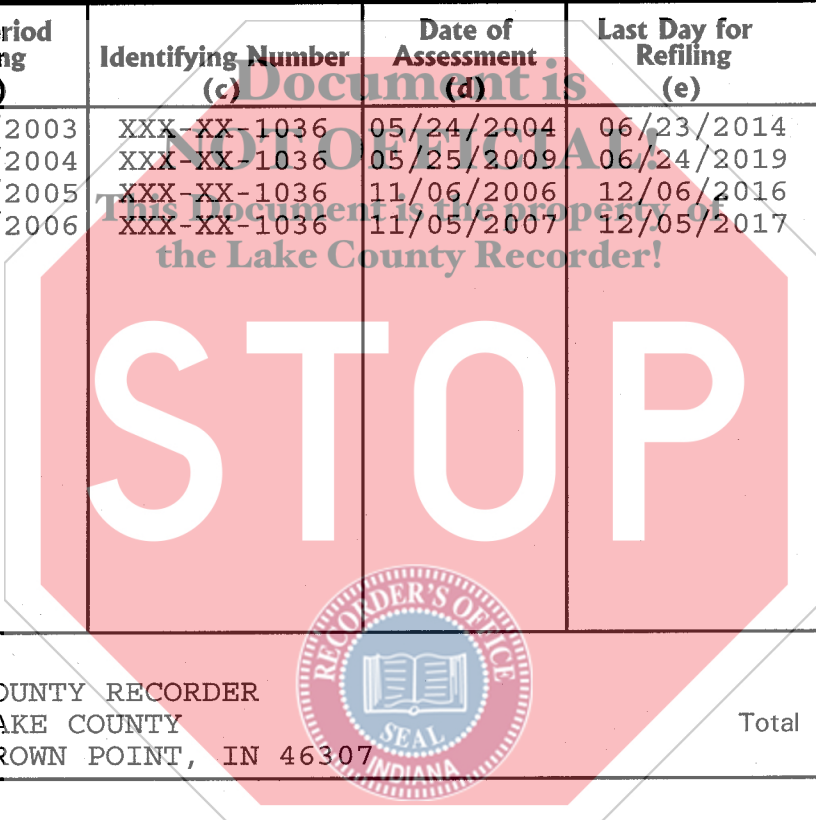 riod
ng
)
Identifying Number
(c)
Date of
Assessment
(d)
Last Day for
Refiling
(e)
Document is
NOT OFFICIAL!
This Document is the property of
the Lake County Recorder!
/2003 XXX-XX-1036 05/24/2004 06/23/2014
/2004 XXX-XX-1036 05/25/2009 06/24/2019
/2005 XXX-XX-1036 11/06/2006 12/06/2016
/2006 XXX-XX-1036 11/05/2007 12/05/2017
STOP
RECORDER'S OFFICE
SEAL
INDIANA
OUNTY RECORDER
AKE COUNTY
ROWN POINT, IN 46307
Total